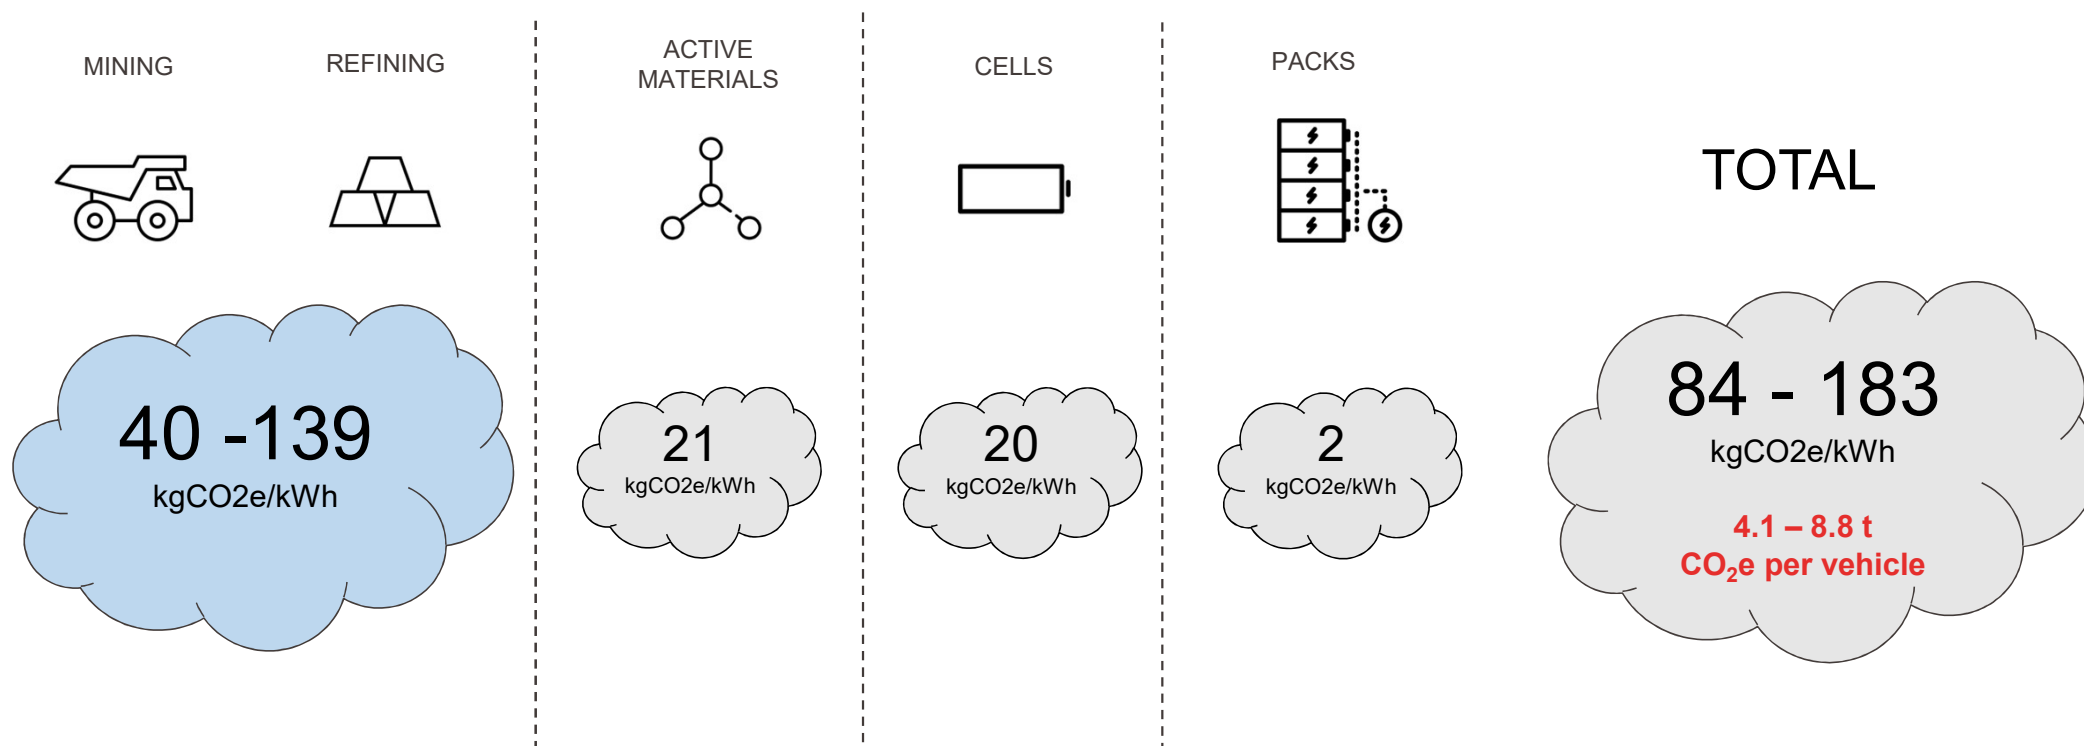 MINING
REFINING
ACTIVE
MATERIALS
CELLS
PACKS
TOTAL
40 -139
kgCO2e/kWh
21
kgCO2e/kWh
20
kgCO2e/kWh
2
kgCO2e/kWh
84 - 183
kgCO2e/kWh
4.1 – 8.8 t
CO₂e per vehicle